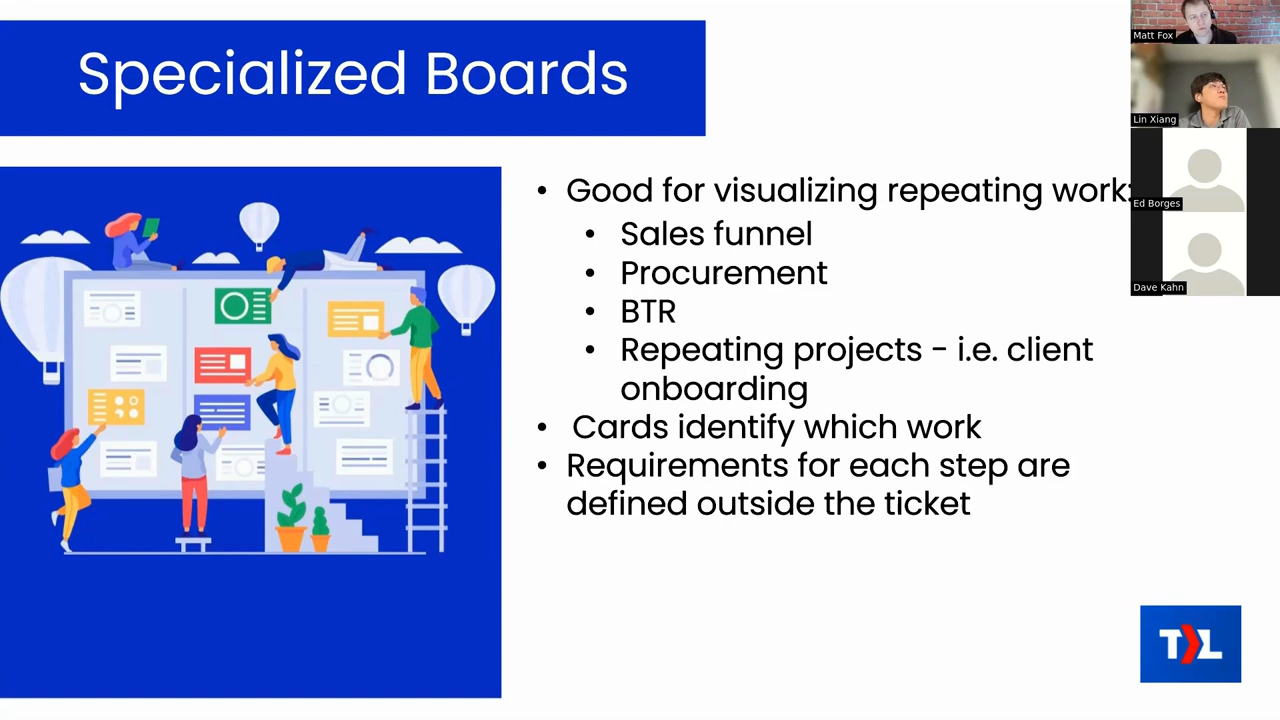 Specialized Boards
• Good for visualizing repeating work:
• Sales funnel
• Procurement
• BTR
• Repeating projects - i.e. client
onboarding
• Cards identify which work
• Requirements for each step are
defined outside the ticket
Matt Fox
Lin Xiang
Ed Borges
Dave Kahn
T L